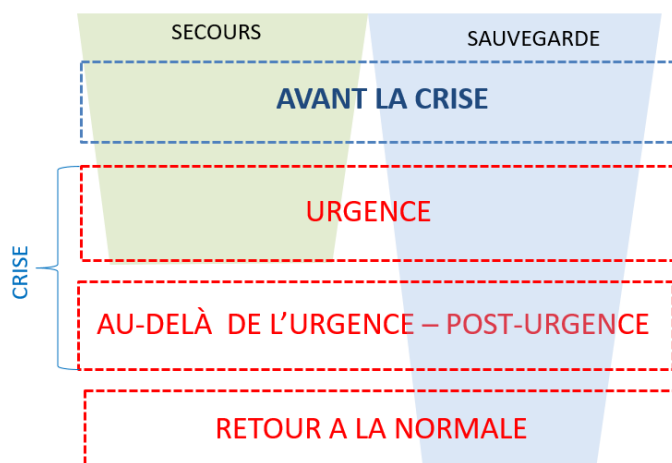 SECOURS
SAUVEGARDE
AVANT LA CRISE
URGENCE
CRISE
AU-DELÀ DE L'URGENCE – POST-URGENCE
RETOUR A LA NORMALE